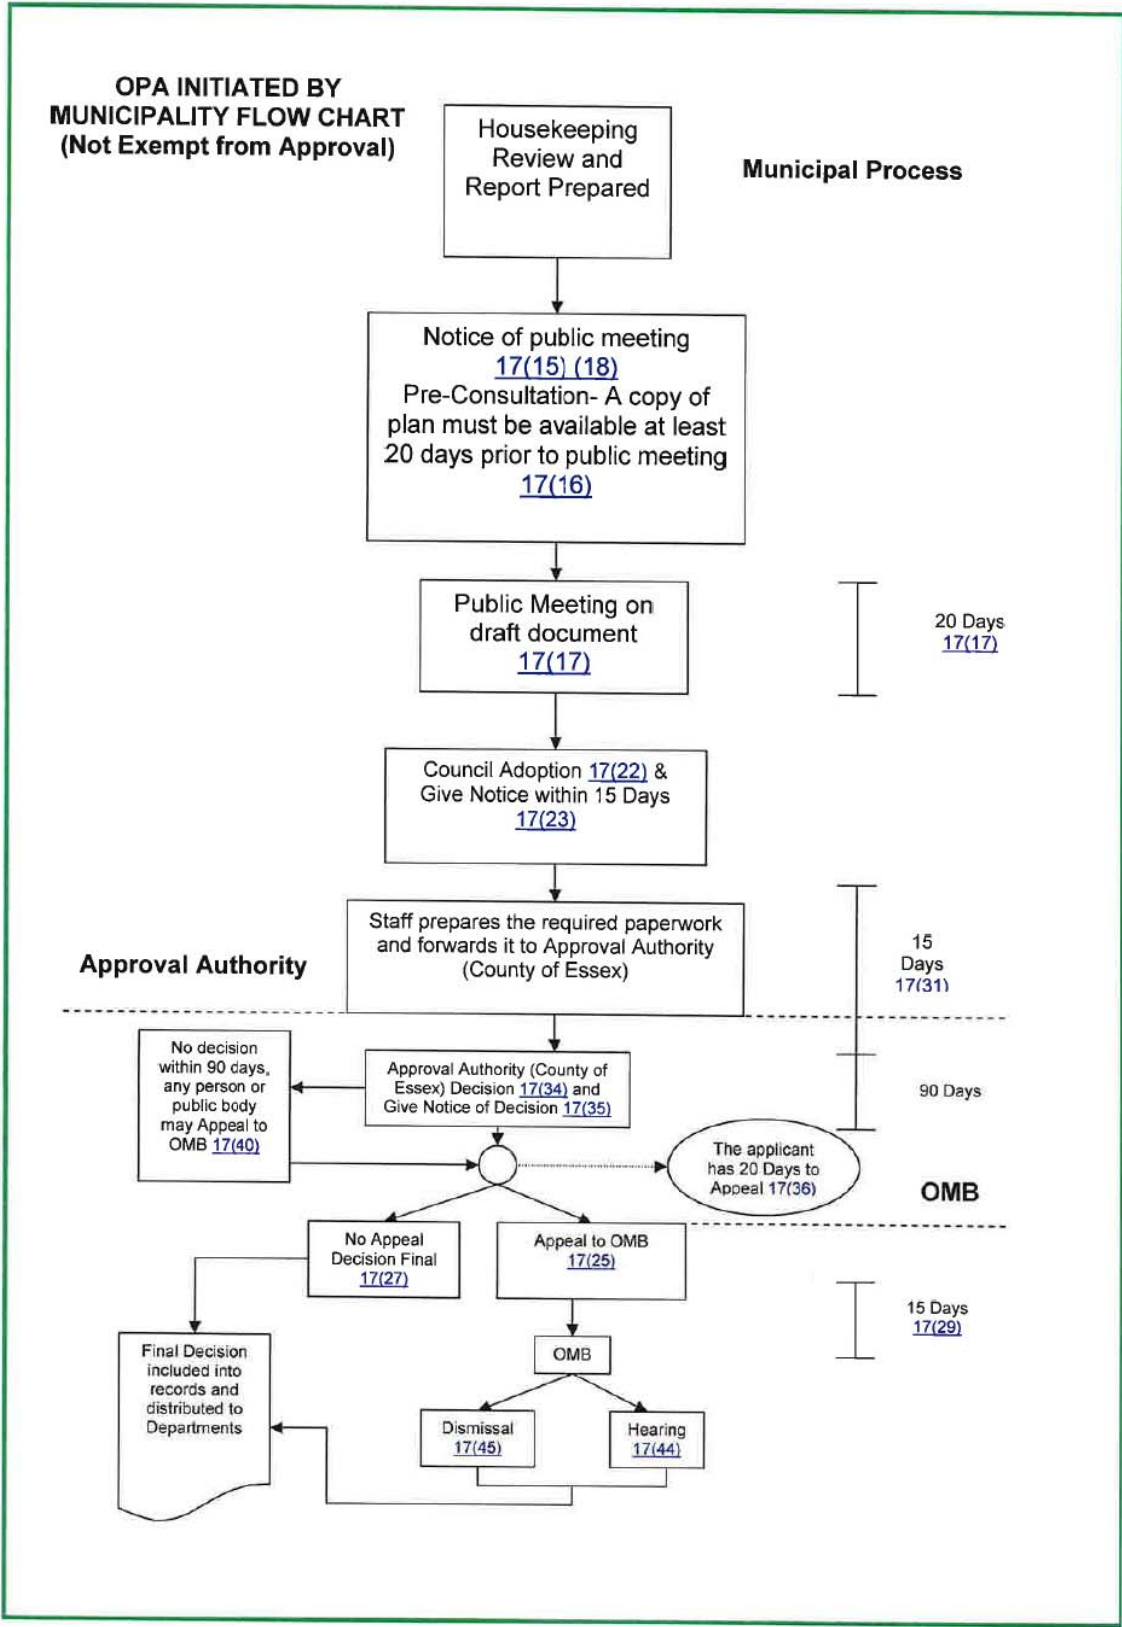 OPA INITIATED BY
MUNICIPALITY FLOW CHART
(Not Exempt from Approval)
Housekeeping
Review and
Report Prepared
Municipal Process
Notice of public meeting
17(15) (18)
Pre-Consultation- A copy of
plan must be available at least
20 days prior to public meeting
17(16)
Public Meeting on
draft document
17(17)
20 Days
17(17)
Council Adoption 17(22) &
Give Notice within 15 Days
17(23)
Staff prepares the required paperwork
and forwards it to Approval Authority
(County of Essex)
15
Days
17(31)
Approval Authority
No decision
within 90 days,
any person or
public body
may Appeal to
OMB 17(40)
Approval Authority (County of
Essex) Decision 17(34) and
Give Notice of Decision 17(35)
90 Days
The applicant
has 20 Days to
Appeal 17(36)
OMB
No Appeal
Decision Final
17(27)
Appeal to OMB
17(25)
15 Days
17(29)
Final Decision
included into
records and
distributed to
Departments
OMB
Dismissal
17(45)
Hearing
17(44)